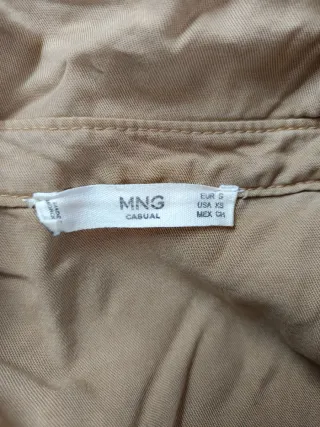 MNG
CASUAL
EUR S
USA XS
MEX CH